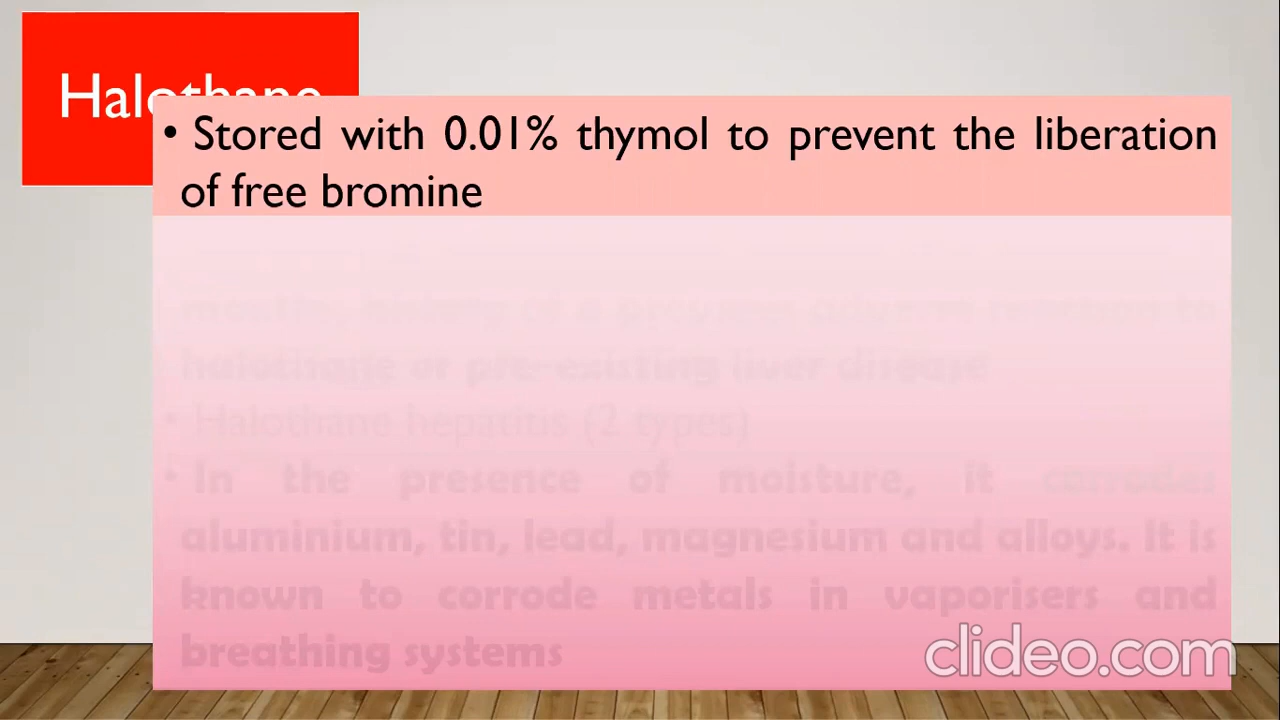 Halothane
• Stored with 0.01% thymol to prevent the liberation
of free bromine
months, history of a previous adverse reaction to
halothane or pre-existing liver disease
• Halothane hepatitis (2 types)
• In the presence of moisture, it corrodes
aluminium, tin, lead, magnesium and alloys. It is
known to corrode metals in vaporisers and
breathing systems
clideo.com